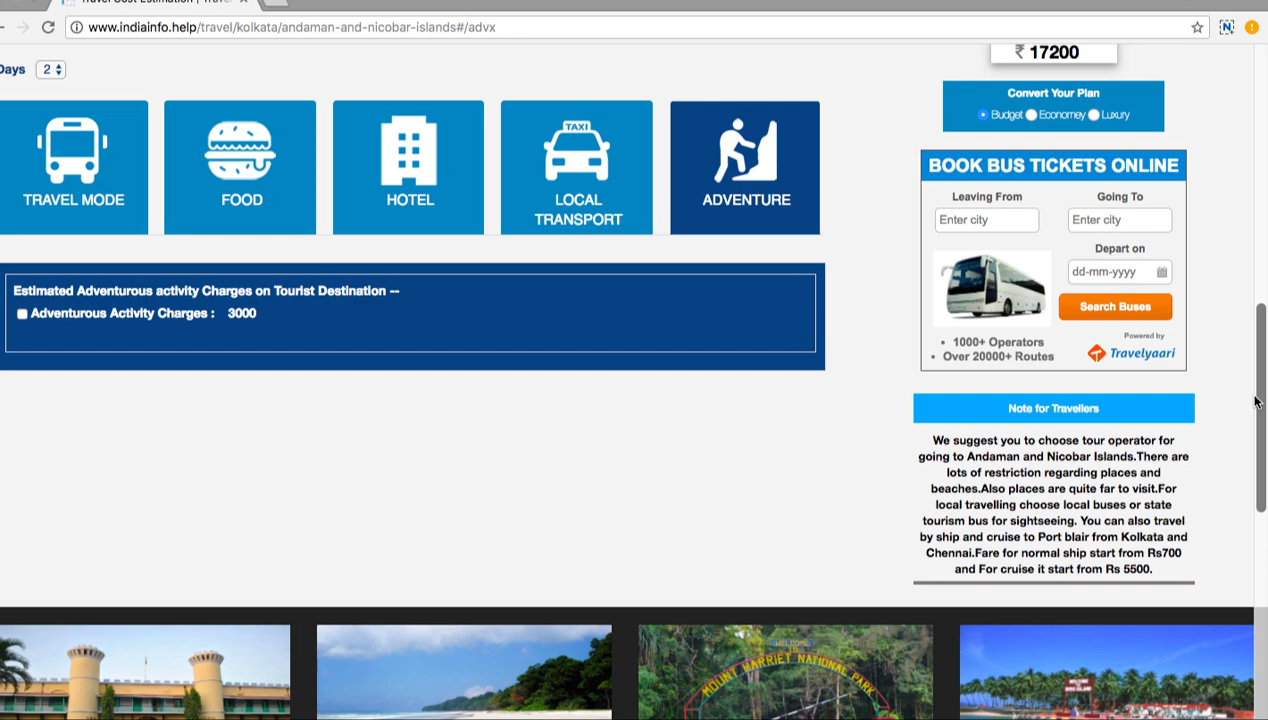 Travel Cost Estimation | Trave
www.indiainfo.help/travel/kolkata/andaman-and-nicobar-islands#/advx
Days 2
₹ 17200
Convert Your Plan
Budget Economey Luxury
TRAVEL MODE
FOOD
HOTEL
TAXI
LOCAL
TRANSPORT
ADVENTURE
Estimated Adventurous activity Charges on Tourist Destination --
Adventurous Activity Charges : 3000
BOOK BUS TICKETS ONLINE
Leaving From Going To
Enter city Enter city
Depart on
dd-mm-yyyy
Search Buses
• 1000+ Operators
• Over 20000+ Routes
Powered by
Travelyaari
Note for Travellers
We suggest you to choose tour operator for
going to Andaman and Nicobar Islands.There are
lots of restriction regarding places and
beaches.Also places are quite far to visit.For
local travelling choose local buses or state
tourism bus for sightseeing. You can also travel
by ship and cruise to Port blair from Kolkata and
Chennai.Fare for normal ship start from Rs700
and For cruise it start from Rs 5500.
WELCOME
TO
MOUNT HARRIET NATIONAL PARK